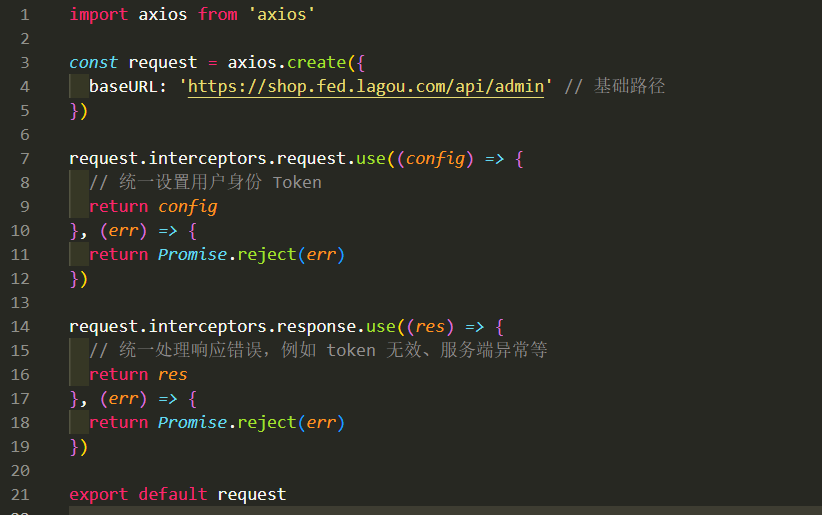 1 import axios from 'axios'
2
3 const request = axios.create({
4   baseURL: 'https://shop.fed.lagou.com/api/admin' // 基础路径
5 })
6
7 request.interceptors.request.use((config) => {
8   // 统一设置用户身份 Token
9   return config
10 }, (err) => {
11   return Promise.reject(err)
12 })
13
14 request.interceptors.response.use((res) => {
15   // 统一处理响应错误，例如 token 无效、服务端异常等
16   return res
17 }, (err) => {
18   return Promise.reject(err)
19 })
20
21 export default request